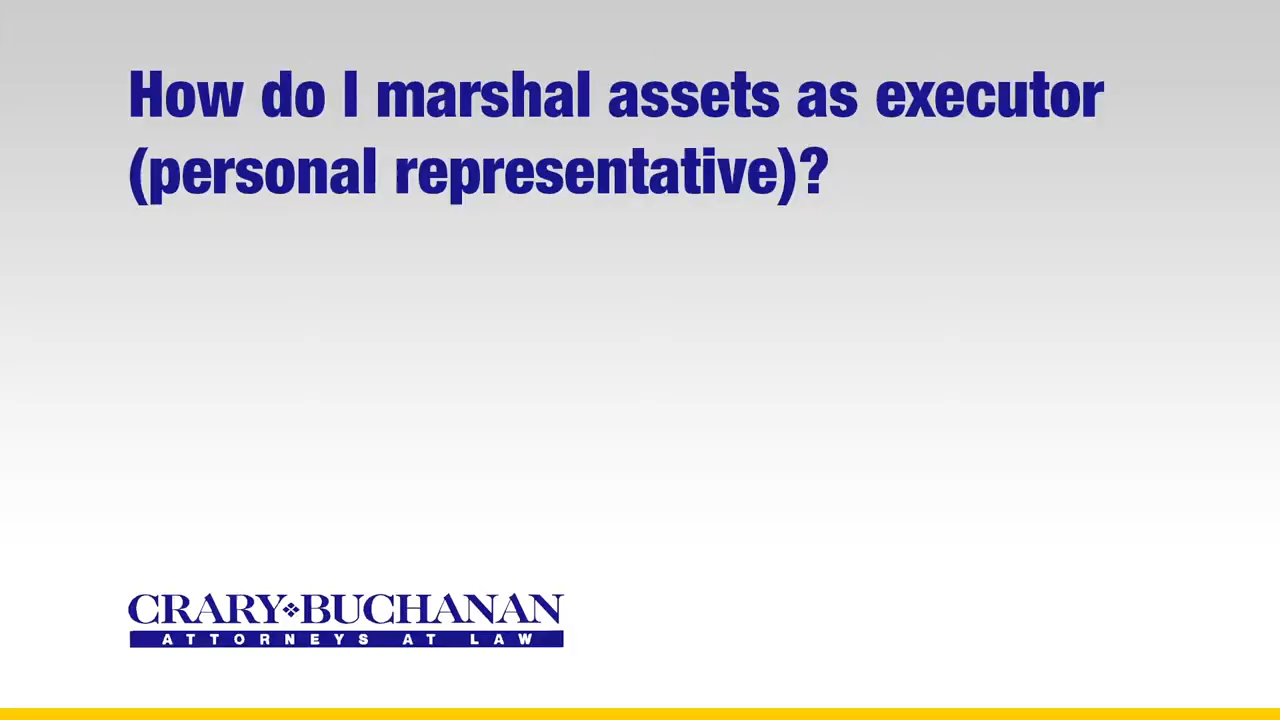 How do I marshal assets as executor
(personal representative)?
CRARY❖BUCHANAN
ATTORNEYS AT LAW